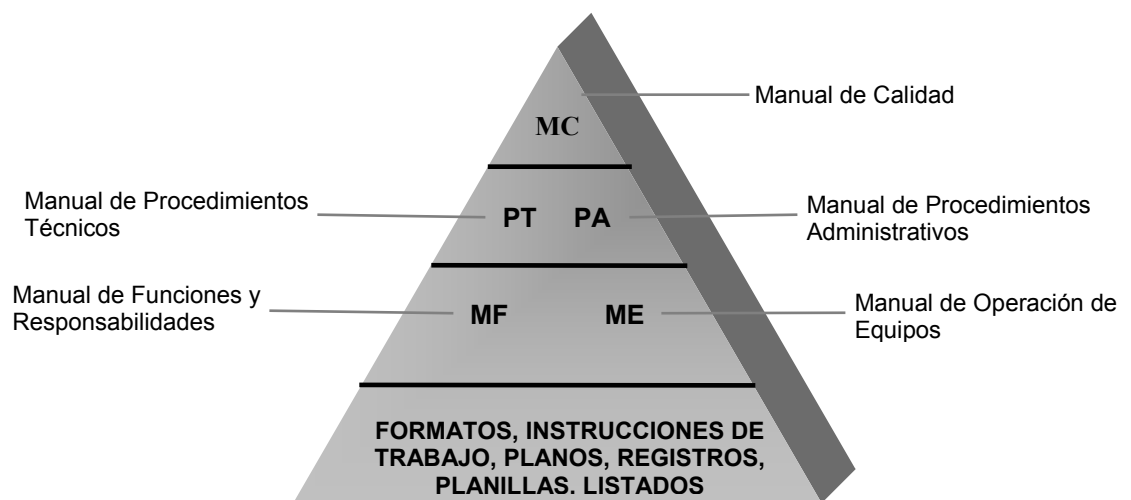 Manual de Calidad
MC
Manual de Procedimientos
Técnicos
PT PA
Manual de Procedimientos
Administrativos
Manual de Funciones y
Responsabilidades
MF ME
Manual de Operación de
Equipos
FORMATOS, INSTRUCCIONES DE
TRABAJO, PLANOS, REGISTROS,
PLANILLAS. LISTADOS